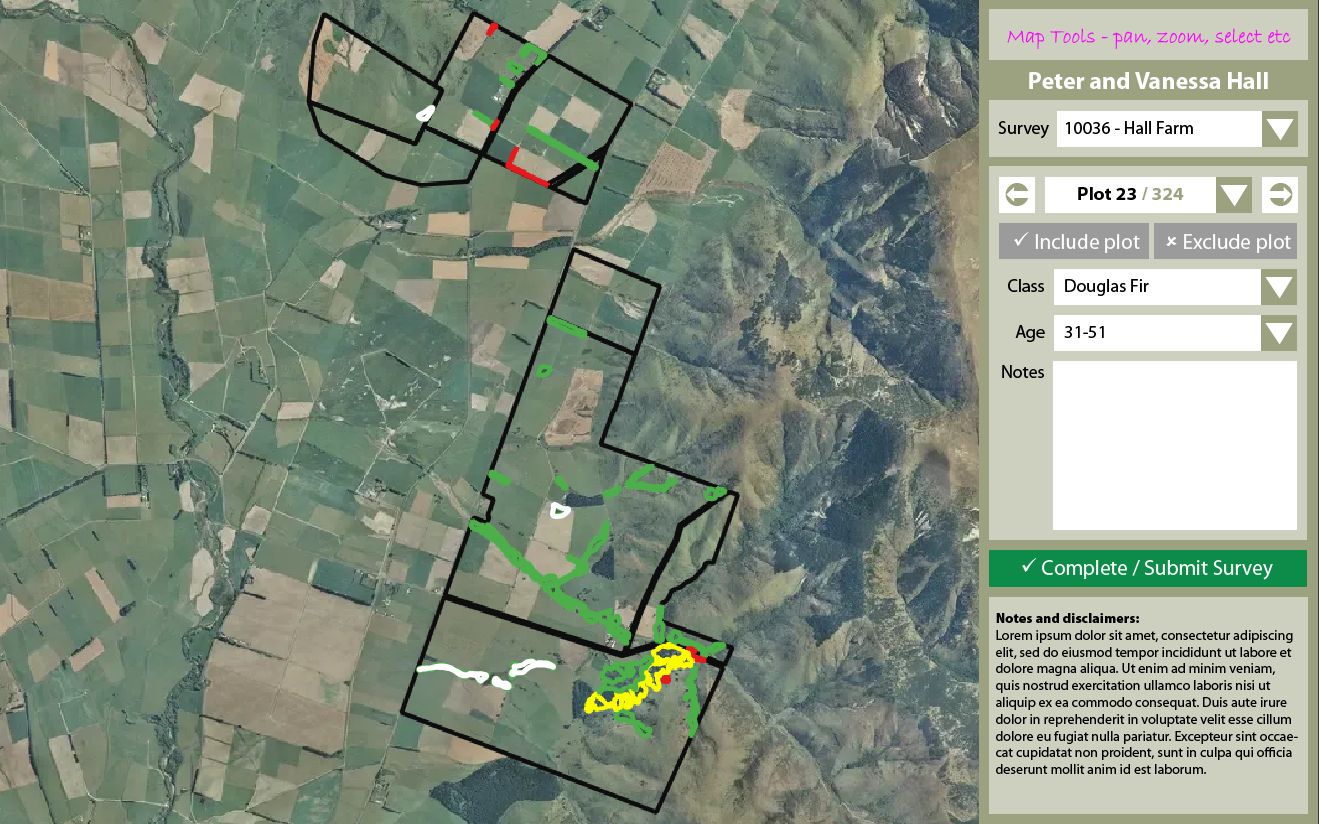 Map Tools - pan, zoom, select etc
Peter and Vanessa Hall
Survey 10036 - Hall Farm
Plot 23 / 324
✓ Include plot × Exclude plot
Class Douglas Fir
Age 31-51
Notes
✓ Complete / Submit Survey
Notes and disclaimers:
Lorem ipsum dolor sit amet, consectetur adipiscing
elit, sed do eiusmod tempor incididunt ut labore et
dolore magna aliqua. Ut enim ad minim veniam,
quis nostrud exercitation ullamco laboris nisi ut
aliquip ex ea commodo consequat. Duis aute irure
dolor in reprehenderit in voluptate velit esse cillum
dolore eu fugiat nulla pariatur. Excepteur sint occae-
cat cupidatat non proident, sunt in culpa qui officia
deserunt mollit anim id est laborum.